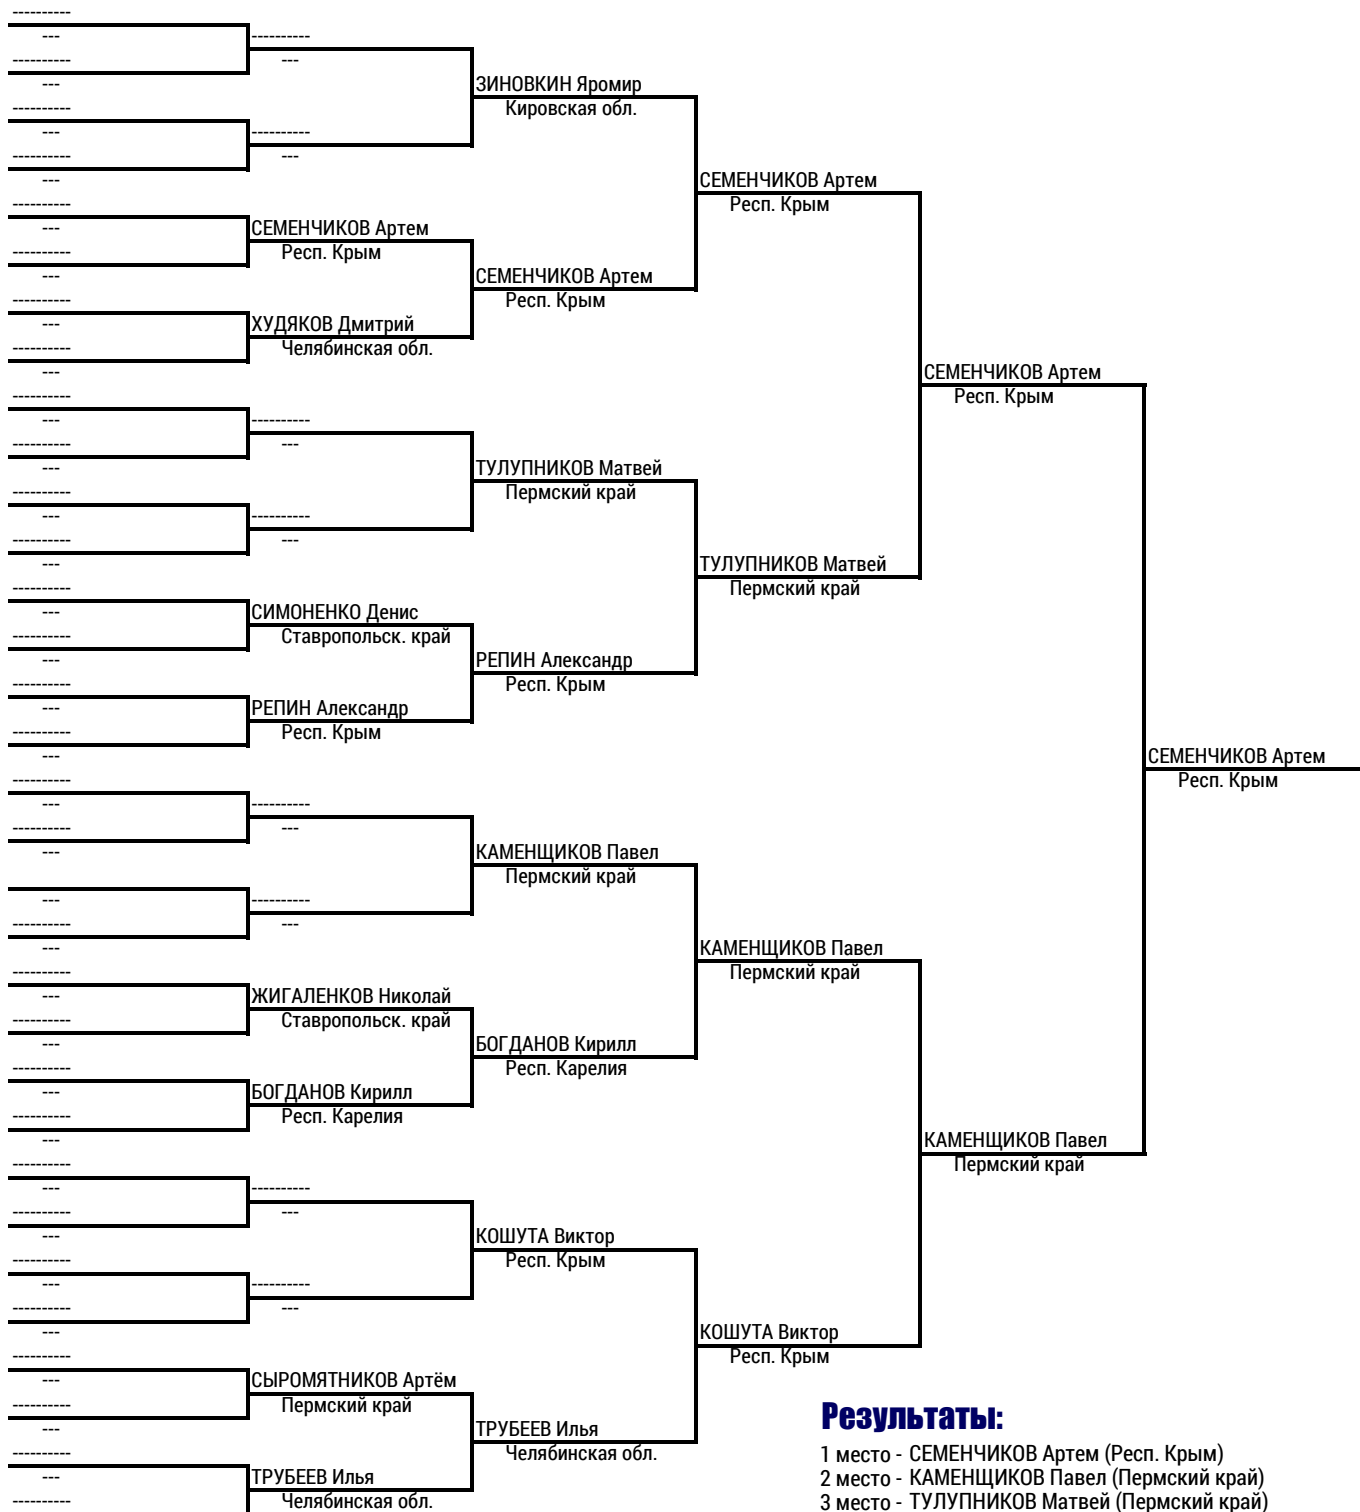 ----------
---
----------
---
----------
---
----------
---
----------
---
----------
---
----------
---
----------
---
----------
---
----------
---
----------
---
----------
---
----------
---
----------
---
----------
---
----------
---
----------
---
----------
---
---
----------
---
----------
---
----------
---
----------
---
----------
---
----------
---
----------
---
----------
---
----------
---
----------
---
----------
---
----------
---
----------
----------
---
----------
---
СЕМЕНЧИКОВ Артем
Респ. Крым
ХУДЯКОВ Дмитрий
Челябинская обл.
----------
---
----------
---
СИМОНЕНКО Денис
Ставропольск. край
РЕПИН Александр
Респ. Крым
----------
---
----------
---
ЖИГАЛЕНКОВ Николай
Ставропольск. край
БОГДАНОВ Кирилл
Респ. Карелия
----------
---
----------
---
СЫРОМЯТНИКОВ Артём
Пермский край
ТРУБЕЕВ Илья
Челябинская обл.
ЗИНОВКИН Яромир
Кировская обл.
СЕМЕНЧИКОВ Артем
Респ. Крым
ТУЛУПНИКОВ Матвей
Пермский край
РЕПИН Александр
Респ. Крым
КАМЕНЩИКОВ Павел
Пермский край
БОГДАНОВ Кирилл
Респ. Карелия
КОШУТА Виктор
Респ. Крым
ТРУБЕЕВ Илья
Челябинская обл.
СЕМЕНЧИКОВ Артем
Респ. Крым
ТУЛУПНИКОВ Матвей
Пермский край
КАМЕНЩИКОВ Павел
Пермский край
КОШУТА Виктор
Респ. Крым
СЕМЕНЧИКОВ Артем
Респ. Крым
КАМЕНЩИКОВ Павел
Пермский край
СЕМЕНЧИКОВ Артем
Респ. Крым
Результаты:
1 место - СЕМЕНЧИКОВ Артем (Респ. Крым)
2 место - КАМЕНЩИКОВ Павел (Пермский край)
3 место - ТУЛУПНИКОВ Матвей (Пермский край)